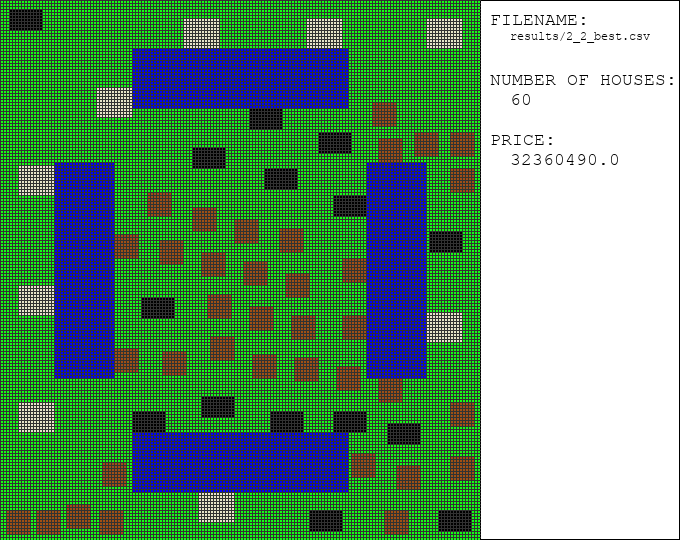 FILENAME:
results/2_2_best.csv
NUMBER OF HOUSES:
60
PRICE:
32360490.0